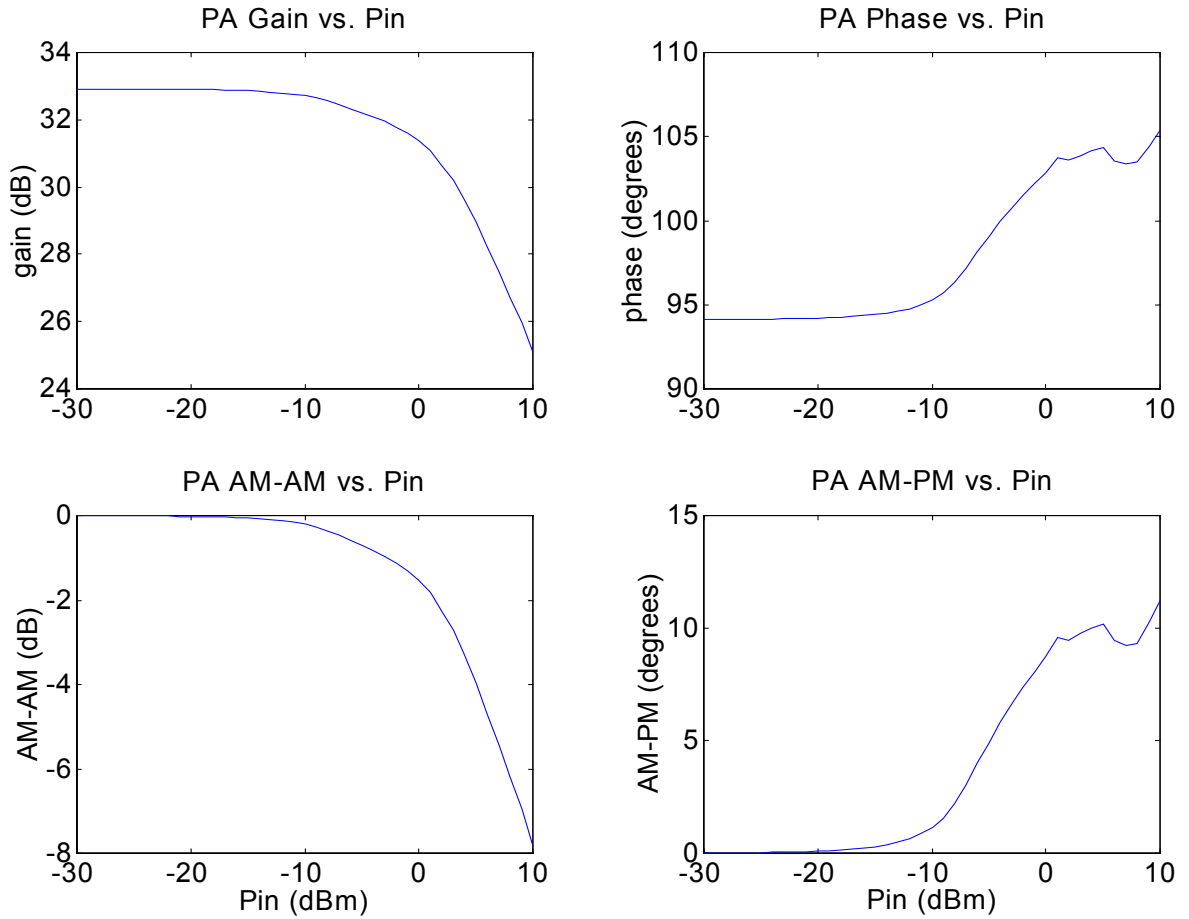 PA Gain vs. Pin
34
32
30
28
26
24
gain (dB)
-30 -20 -10 0 10
PA Phase vs. Pin
110
105
100
95
90
phase (degrees)
-30 -20 -10 0 10
PA AM-AM vs. Pin
0
-2
-4
-6
-8
AM-AM (dB)
-30 -20 -10 0 10
Pin (dBm)
PA AM-PM vs. Pin
15
10
5
0
AM-PM (degrees)
-30 -20 -10 0 10
Pin (dBm)